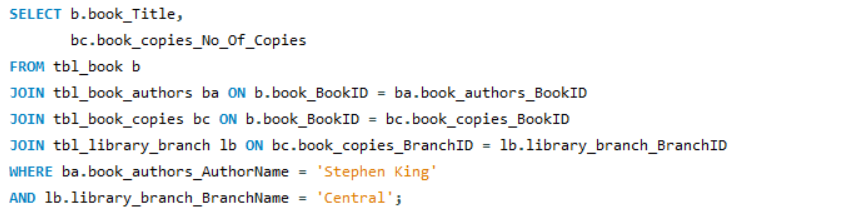 SELECT b.book_Title,
       bc.book_copies_No_Of_Copies
FROM tbl_book b
JOIN tbl_book_authors ba ON b.book_BookID = ba.book_authors_BookID
JOIN tbl_book_copies bc ON b.book_BookID = bc.book_copies_BookID
JOIN tbl_library_branch lb ON bc.book_copies_BranchID = lb.library_branch_BranchID
WHERE ba.book_authors_AuthorName = 'Stephen King'
AND lb.library_branch_BranchName = 'Central';